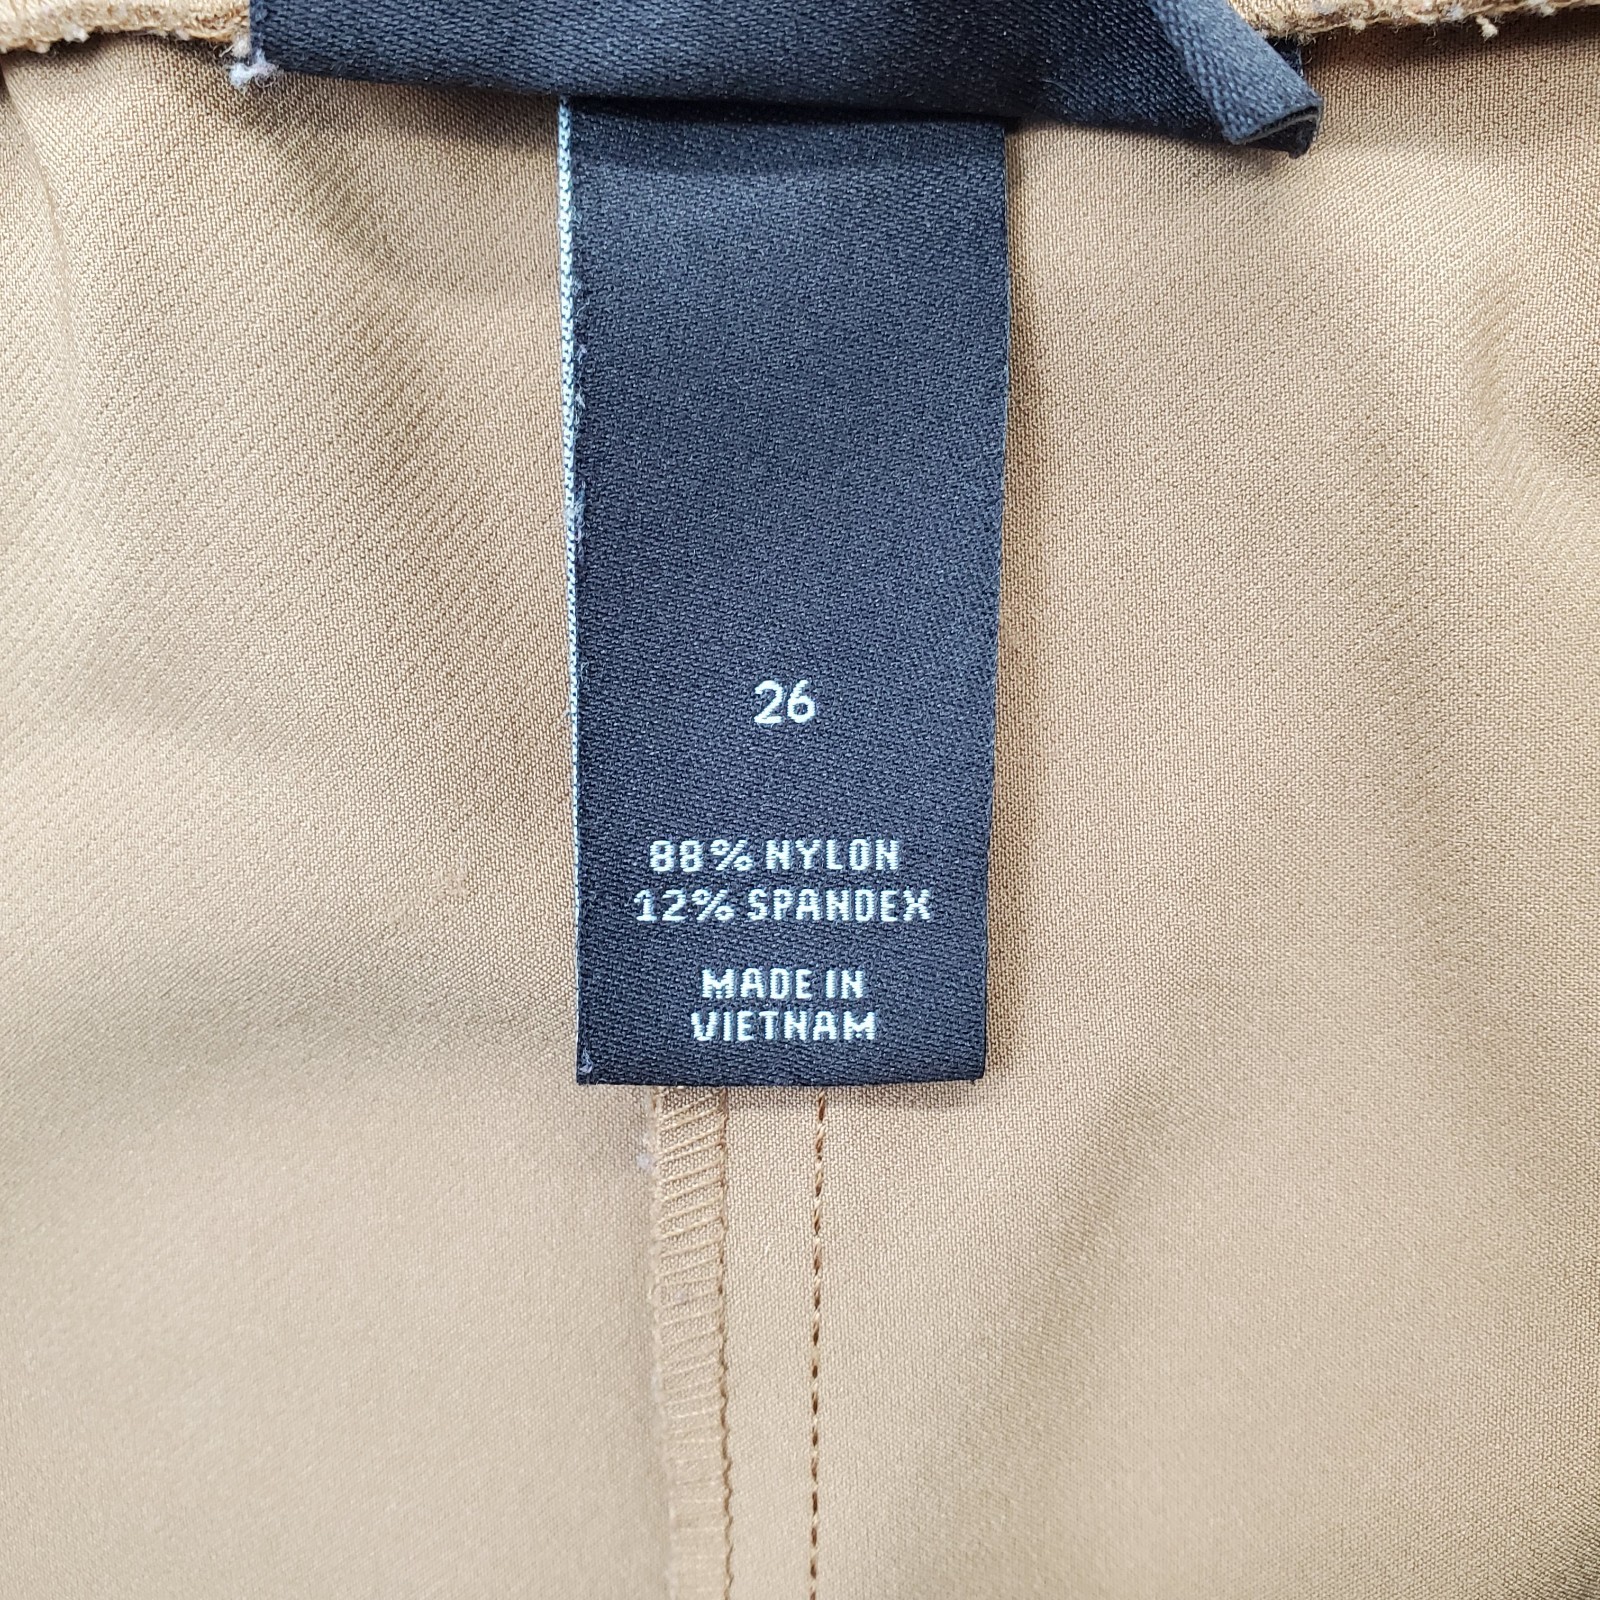 26
88% NYLON
12% SPANDEX
MADE IN
VIETNAM